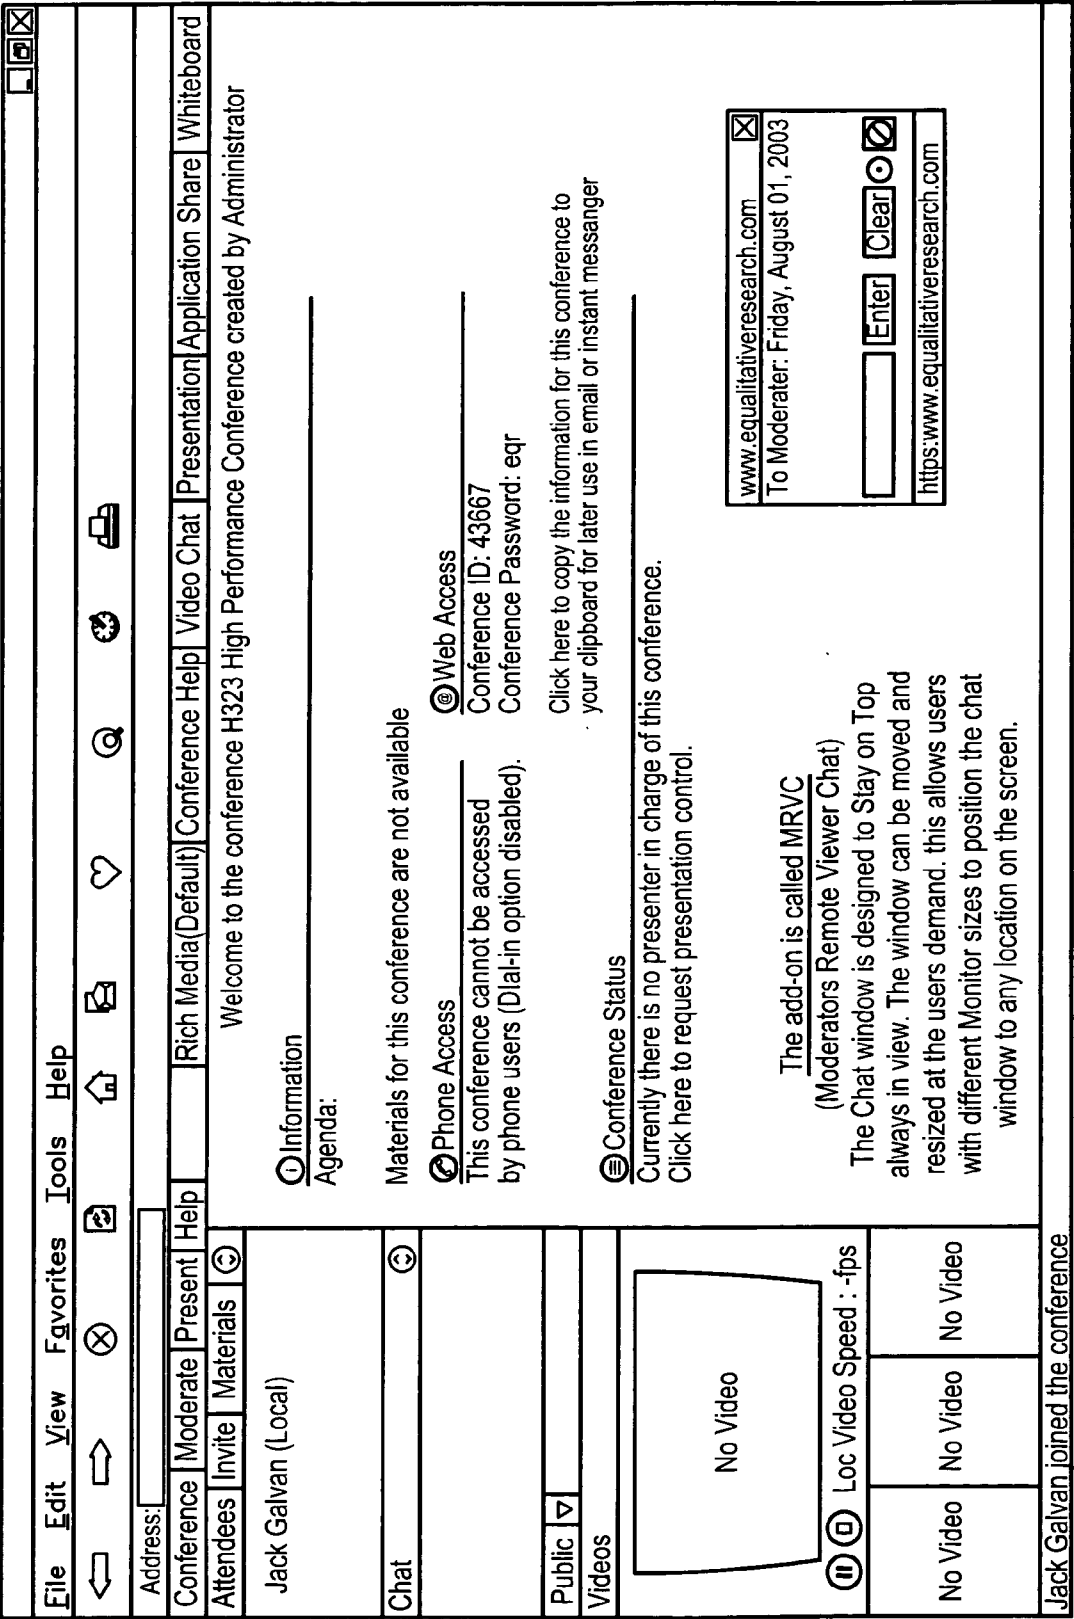 File Edit View Favorites Tools Help
Address:
Conference Moderate Present Help Rich Media(Default) Conference Help Video Chat Presentation Application Share Whiteboard
Attendees Invite Materials
Jack Galvan (Local)
Chat
Public
Videos
No Video
Loc Video Speed : -fps
No Video No Video No Video
Welcome to the conference H323 High Performance Conference created by Administrator
Information
Agenda:
Materials for this conference are not available
Phone Access
This conference cannot be accessed
by phone users (Dial-in option disabled).
@ Web Access
Conference ID: 43667
Conference Password: eqr
Click here to copy the information for this conference to
your clipboard for later use in email or instant messanger
Conference Status
Currently there is no presenter in charge of this conference.
Click here to request presentation control.
The add-on is called MRVC
(Moderators Remote Viewer Chat)
The Chat window is designed to Stay on Top
always in view. The window can be moved and
resized at the users demand. this allows users
with different Monitor sizes to position the chat
window to any location on the screen.
www.equalitativeresearch.com
To Moderater: Friday, August 01, 2003
Enter Clear
https:www.equalitativeresearch.com
Jack Galvan joined the conference